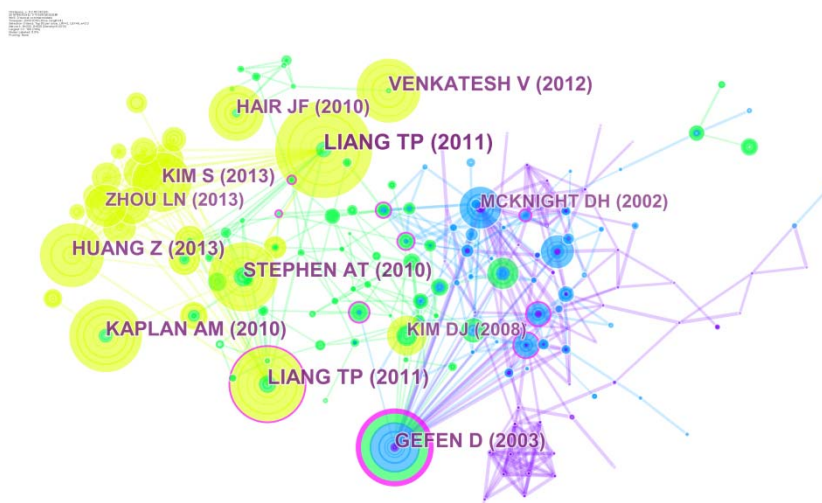 VENKATESH V (2012)
HAIR JF (2010)
LIANG TP (2011)
KIM S (2013)
ZHOU LN (2013)
MCKNIGHT DH (2002)
HUANG Z (2013)
STEPHEN AT (2010)
KAPLAN AM (2010)
KIM DJ (2008)
LIANG TP (2011)
GEFEN D (2003)